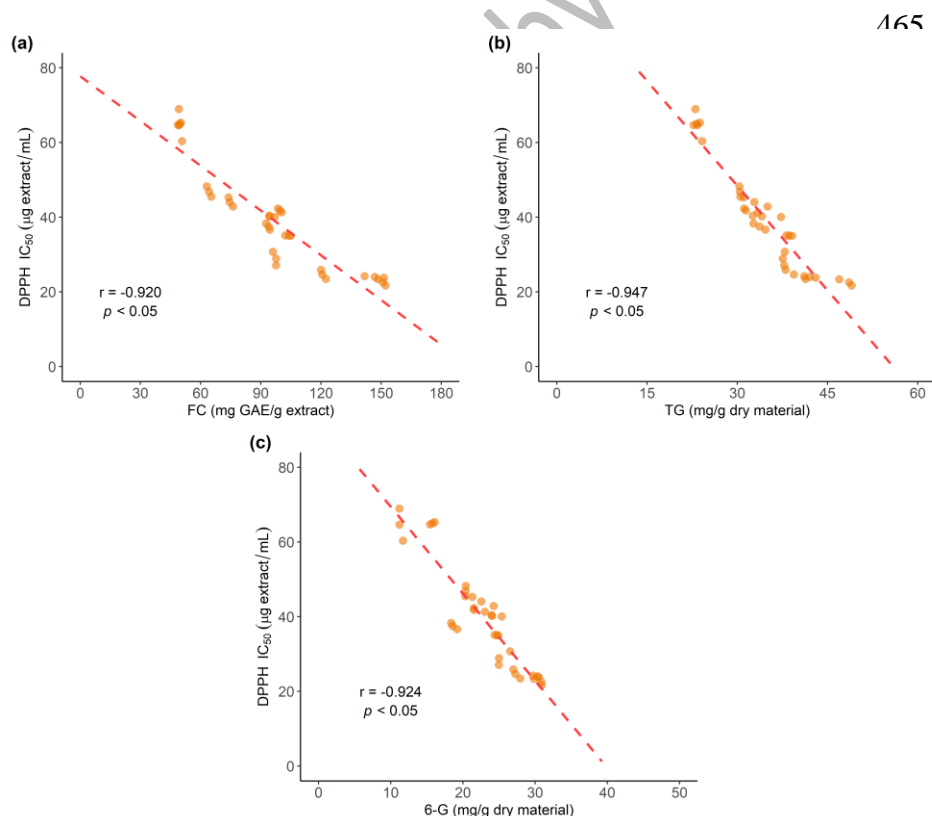 465
(a)
80
60
40
20
0
DPPH IC₅₀ (µg extract/mL)
r = -0.920
p < 0.05
0 30 60 90 120 150 180
FC (mg GAE/g extract)
(b)
80
60
40
20
0
DPPH IC₅₀ (µg extract/mL)
r = -0.947
p < 0.05
0 15 30 45 60
TG (mg/g dry material)
(c)
80
60
40
20
0
DPPH IC₅₀ (µg extract/mL)
r = -0.924
p < 0.05
0 10 20 30 40 50
6-G (mg/g dry material)